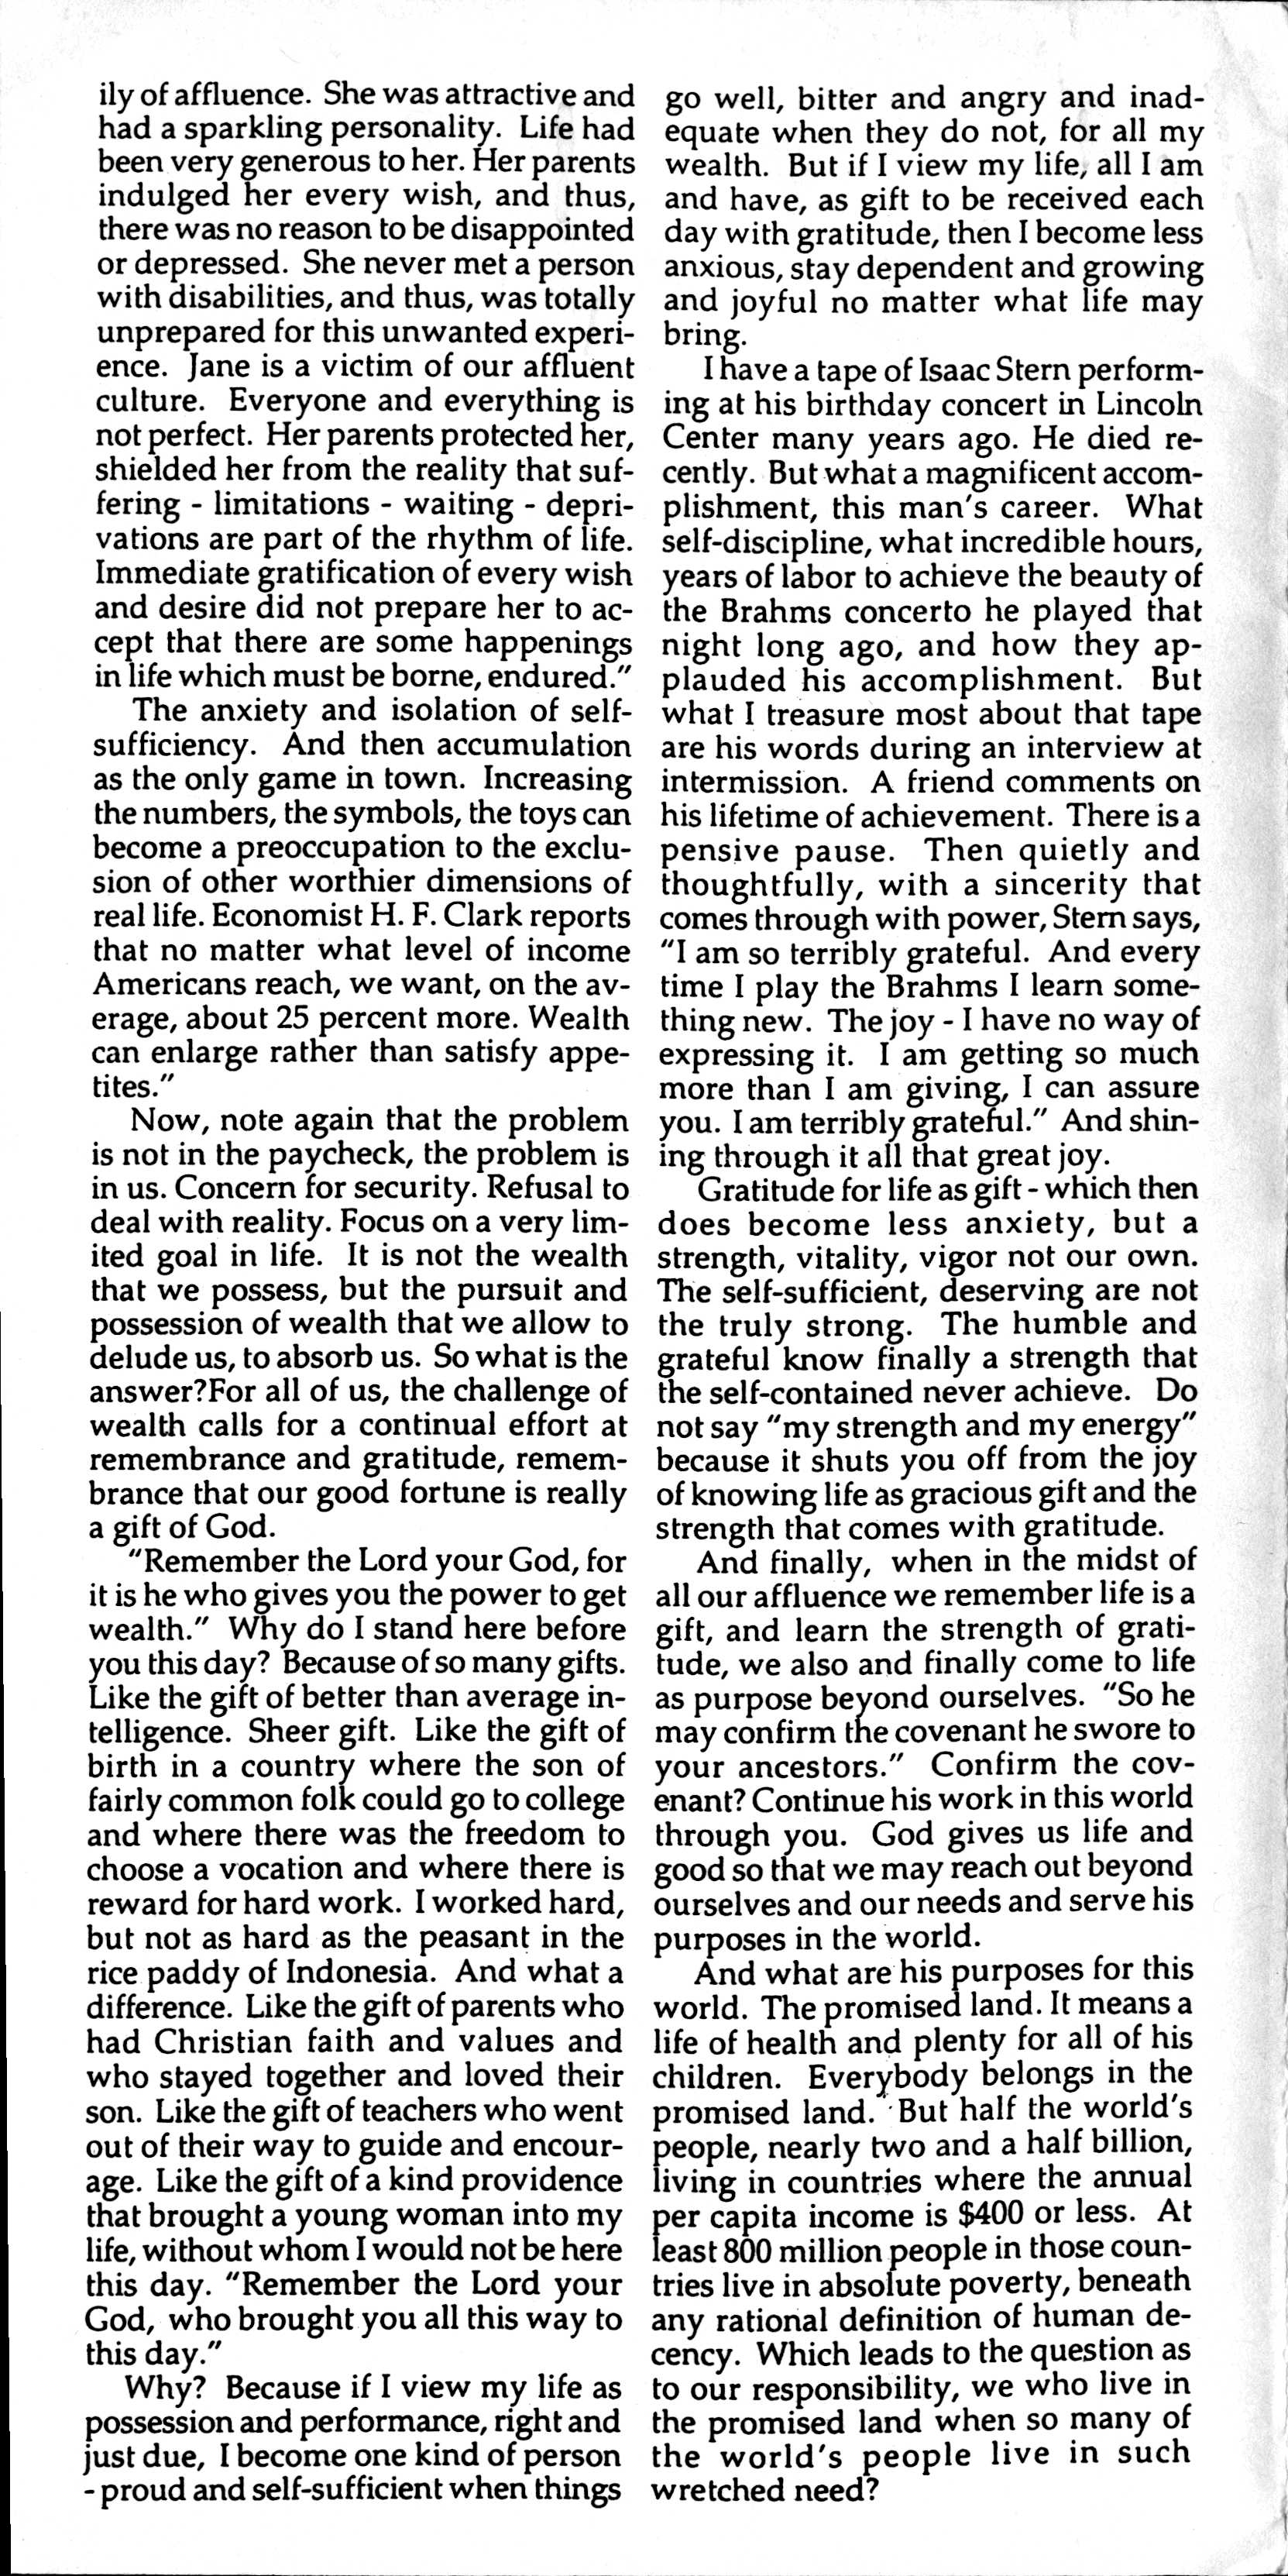 ily of affluence. She was attractive and
had a sparkling personality. Life had
been very generous to her. Her parents
indulged her every wish, and thus,
there was no reason to be disappointed
or depressed. She never met a person
with disabilities, and thus, was totally
unprepared for this unwanted experi-
ence. Jane is a victim of our affluent
culture. Everyone and everything is
not perfect. Her parents protected her,
shielded her from the reality that suf-
fering - limitations - waiting - depri-
vations are part of the rhythm of life.
Immediate gratification of every wish
and desire did not prepare her to ac-
cept that there are some happenings
in life which must be borne, endured."
The anxiety and isolation of self-
sufficiency. And then accumulation
as the only game in town. Increasing
the numbers, the symbols, the toys can
become a preoccupation to the exclu-
sion of other worthier dimensions of
real life. Economist H. F. Clark reports
that no matter what level of income
Americans reach, we want, on the av-
erage, about 25 percent more. Wealth
can enlarge rather than satisfy appe-
tites."
Now, note again that the problem
is not in the paycheck, the problem is
in us. Concern for security. Refusal to
deal with reality. Focus on a very lim-
ited goal in life. It is not the wealth
that we possess, but the pursuit and
possession of wealth that we allow to
delude us, to absorb us. So what is the
answer?For all of us, the challenge of
wealth calls for a continual effort at
remembrance and gratitude, remem-
brance that our good fortune is really
a gift of God.
"Remember the Lord your God, for
it is he who gives you the power to get
wealth." Why do I stand here before
you this day? Because of so many gifts.
Like the gift of better than average in-
telligence. Sheer gift. Like the gift of
birth in a country where the son of
fairly common folk could go to college
and where there was the freedom to
choose a vocation and where there is
reward for hard work. I worked hard,
but not as hard as the peasant in the
rice paddy of Indonesia. And what a
difference. Like the gift of parents who
had Christian faith and values and
who stayed together and loved their
son. Like the gift of teachers who went
out of their way to guide and encour-
age. Like the gift of a kind providence
that brought a young woman into my
life, without whom I would not be here
this day. "Remember the Lord your
God, who brought you all this way to
this day."
Why? Because if I view my life as
possession and performance, right and
just due, I become one kind of person
- proud and self-sufficient when things
go well, bitter and angry and inad-
equate when they do not, for all my
wealth. But if I view my life, all I am
and have, as gift to be received each
day with gratitude, then I become less
anxious, stay dependent and growing
and joyful no matter what life may
bring.
I have a tape of Isaac Stern perform-
ing at his birthday concert in Lincoln
Center many years ago. He died re-
cently. But what a magnificent accom-
plishment, this man's career. What
self-discipline, what incredible hours,
years of labor to achieve the beauty of
the Brahms concerto he played that
night long ago, and how they ap-
plauded his accomplishment. But
what I treasure most about that tape
are his words during an interview at
intermission. A friend comments on
his lifetime of achievement. There is a
pensive pause. Then quietly and
thoughtfully, with a sincerity that
comes through with power, Stern says,
"I am so terribly grateful. And every
time I play the Brahms I learn some-
thing new. The joy - I have no way of
expressing it. I am getting so much
more than I am giving, I can assure
you. I am terribly grateful." And shin-
ing through it all that great joy.
Gratitude for life as gift - which then
does become less anxiety, but a
strength, vitality, vigor not our own.
The self-sufficient, deserving are not
the truly strong. The humble and
grateful know finally a strength that
the self-contained never achieve. Do
not say "my strength and my energy"
because it shuts you off from the joy
of knowing life as gracious gift and the
strength that comes with gratitude.
And finally, when in the midst of
all our affluence we remember life is a
gift, and learn the strength of grati-
tude, we also and finally come to life
as purpose beyond ourselves. "So he
may confirm the covenant he swore to
your ancestors." Confirm the cov-
enant? Continue his work in this world
through you. God gives us life and
good so that we may reach out beyond
ourselves and our needs and serve his
purposes in the world.
And what are his purposes for this
world. The promised land. It means a
life of health and plenty for all of his
children. Everybody belongs in the
promised land. But half the world's
people, nearly two and a half billion,
living in countries where the annual
per capita income is $400 or less. At
least 800 million people in those coun-
tries live in absolute poverty, beneath
any rational definition of human de-
cency. Which leads to the question as
to our responsibility, we who live in
the promised land when so many of
the world's people live in such
wretched need?